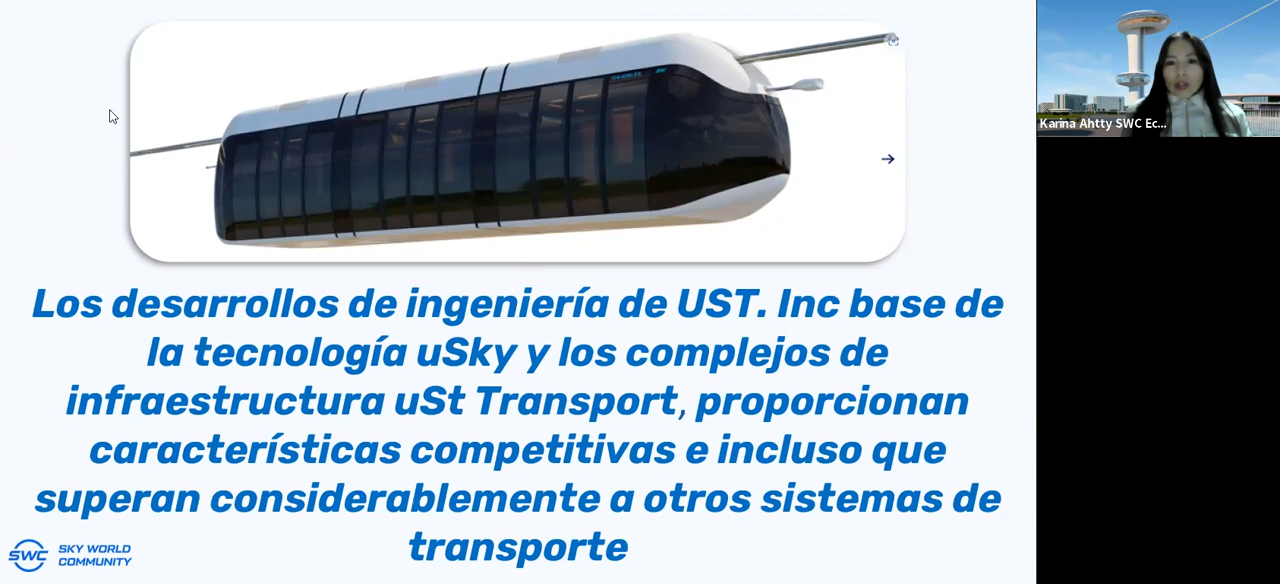 Los desarrollos de ingeniería de UST. Inc base de
la tecnología uSky y los complejos de
infraestructura uSt Transport, proporcionan
características competitivas e incluso que
superan considerablemente a otros sistemas de
transporte
SWC SKY WORLD
COMMUNITY
Karina Ahtty SWC Ec...